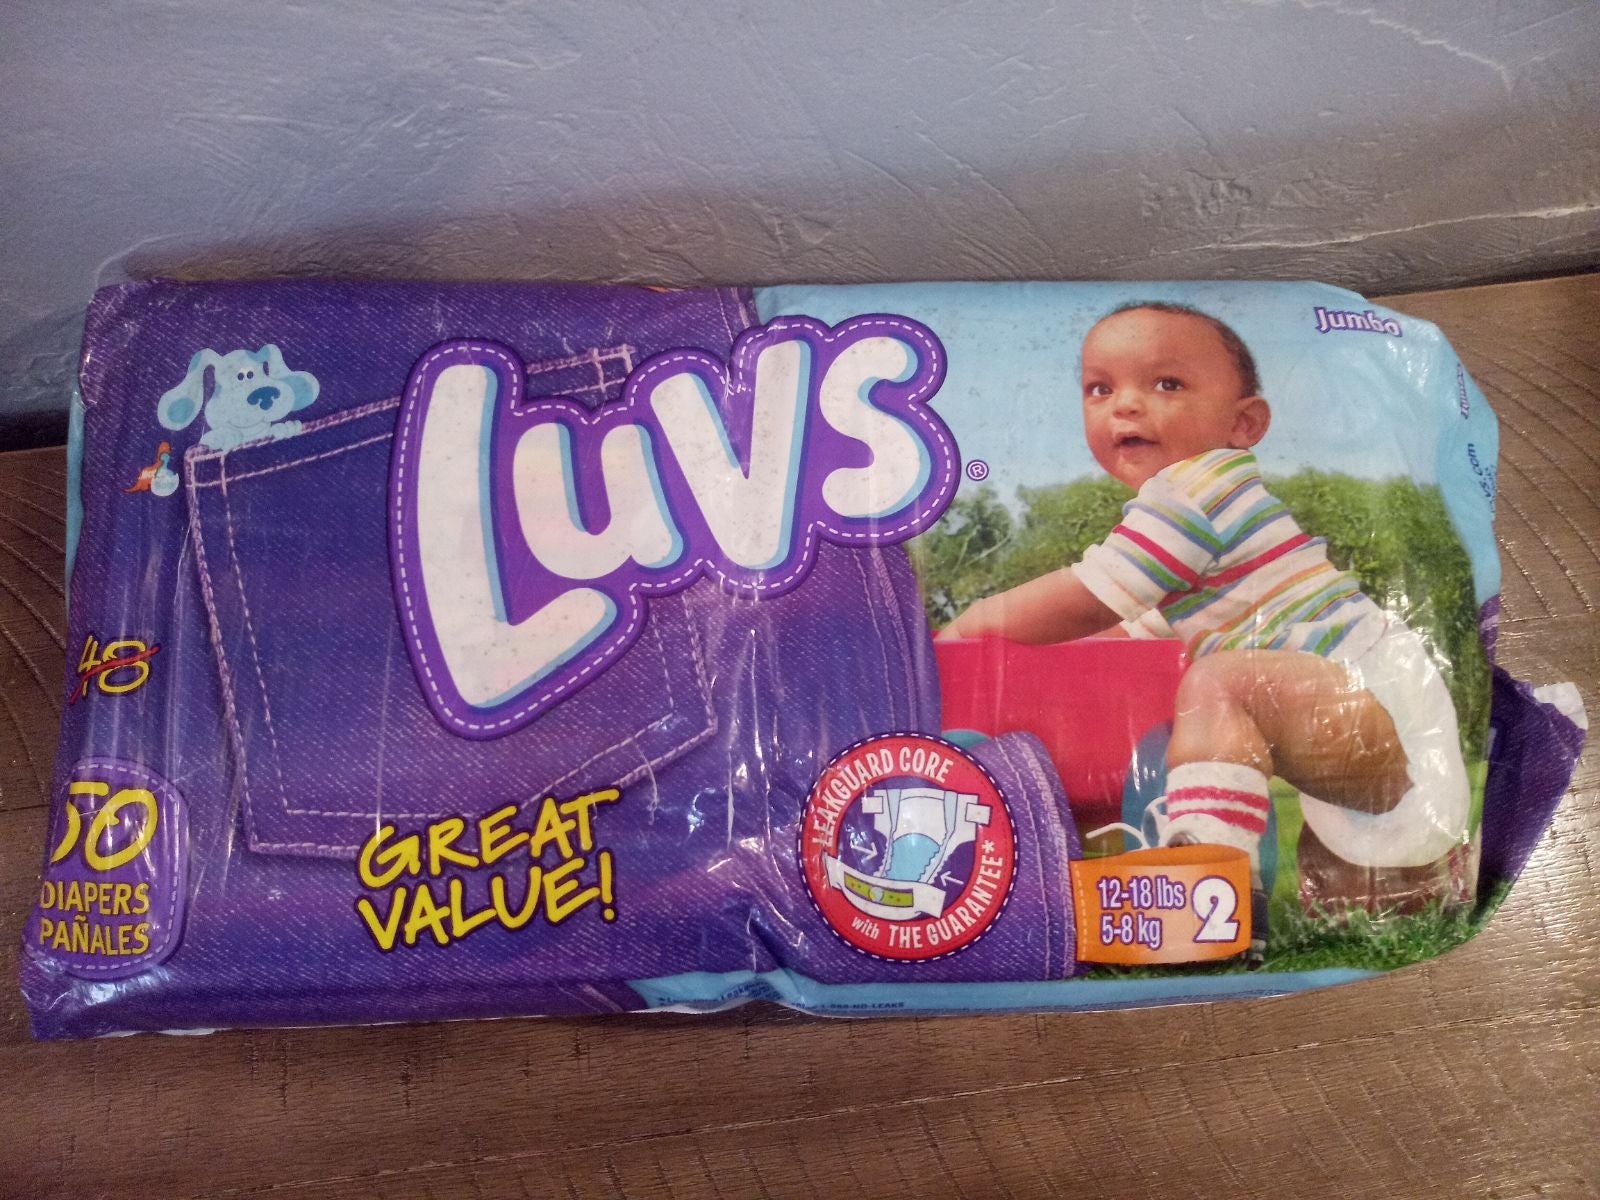 Jumbo
Luvs®
48
50
DIAPERS
PAÑALES
GREAT
VALUE!
LEAKGUARD CORE
with THE GUARANTEE*
12-18 lbs
5-8 kg
2